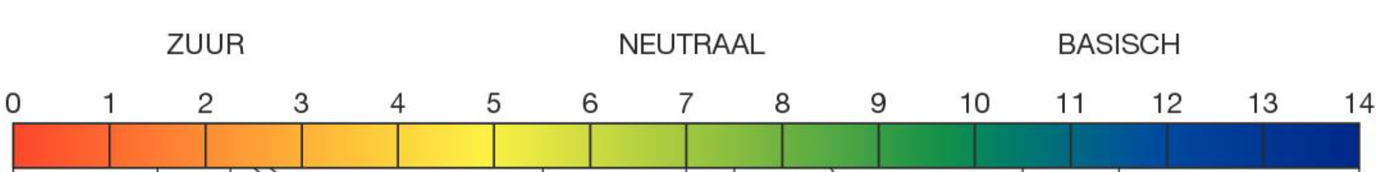 ZUUR NEUTRAAL BASISCH
0 1 2 3 4 5 6 7 8 9 10 11 12 13 14